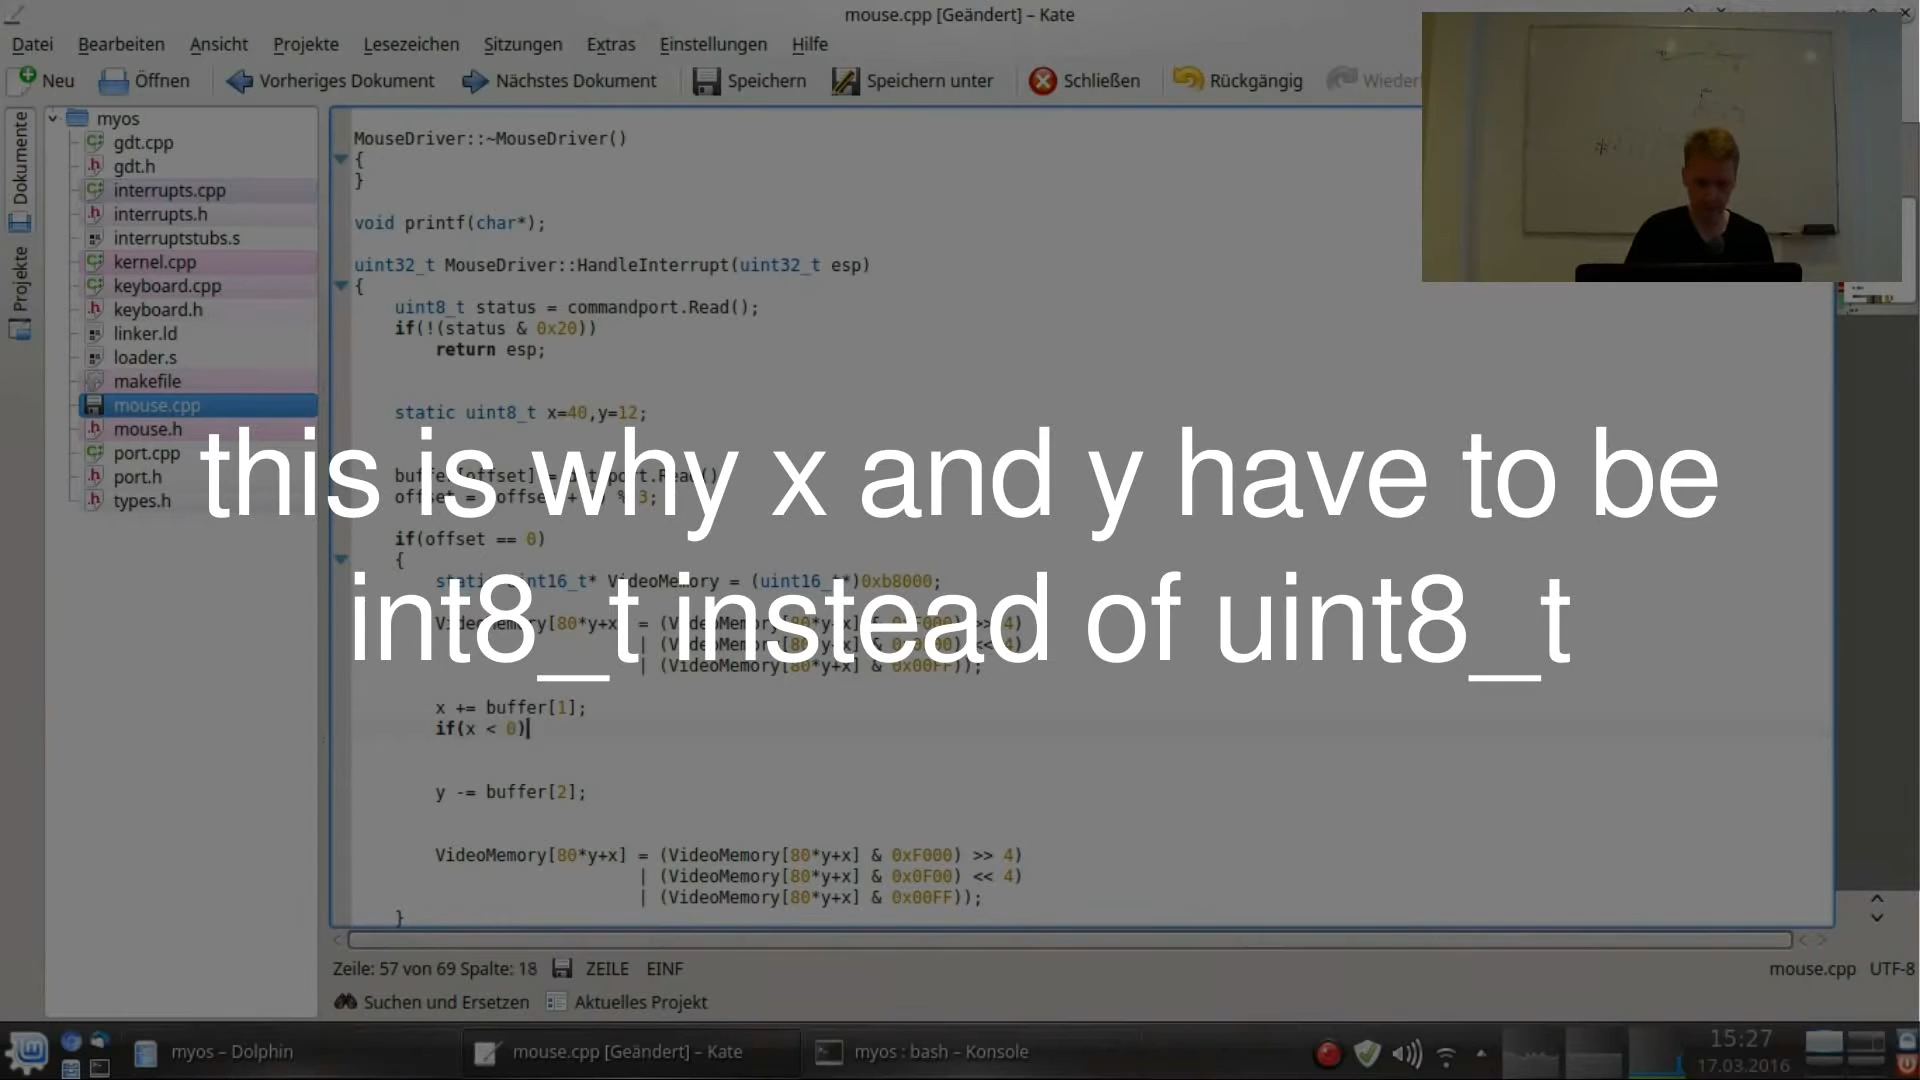 mouse.cpp [Geändert] – Kate
Datei Bearbeiten Ansicht Projekte Lesezeichen Sitzungen Extras Einstellungen Hilfe
Neu Öffnen Vorheriges Dokument Nächstes Dokument Speichern Speichern unter Schließen Rückgängig
Dokumente
Projekte
myos
gdt.cpp
gdt.h
interrupts.cpp
interrupts.h
interruptstubs.s
kernel.cpp
keyboard.cpp
keyboard.h
linker.ld
loader.s
makefile
mouse.cpp
mouse.h
port.cpp
port.h
types.h
MouseDriver::~MouseDriver()
{
}
void printf(char*);
uint32_t MouseDriver::HandleInterrupt(uint32_t esp)
{
uint8_t status = commandport.Read();
if(!(status & 0x20))
return esp;
static uint8_t x=40,y=12;
this is why x and y have to be
int8_t instead of uint8_t
if(offset == 0)
{
static uint16_t* VideoMemory = (uint16_t*)0xb8000;
x += buffer[1];
if(x < 0)
y -= buffer[2];
VideoMemory[80*y+x] = (VideoMemory[80*y+x] & 0xF000) >> 4)
| (VideoMemory[80*y+x] & 0x0F00) << 4)
| (VideoMemory[80*y+x] & 0x00FF));
}
Zeile: 57 von 69 Spalte: 18 ZEILE EINF mouse.cpp UTF-8
Suchen und Ersetzen Aktuelles Projekt
myos – Dolphin mouse.cpp [Geändert] – Kate myos : bash – Konsole 15:27
17.03.2016